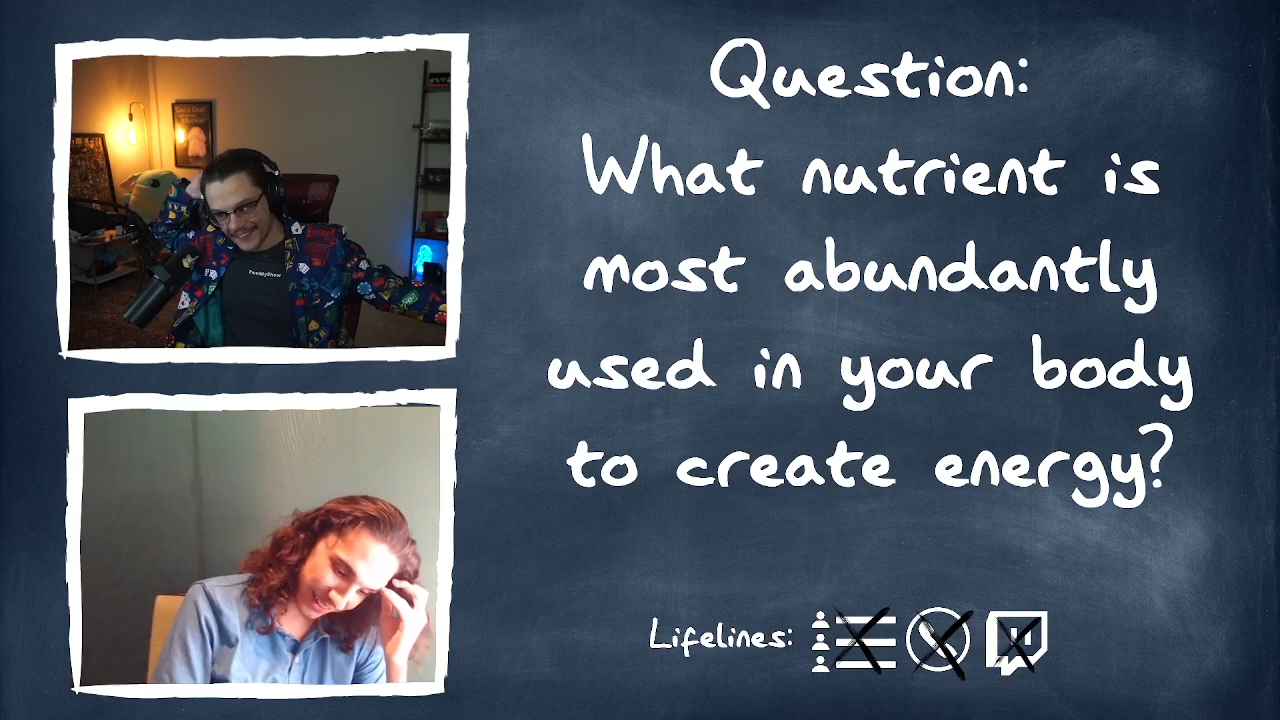 Question:
What nutrient is
most abundantly
used in your body
to create energy?
Lifelines: